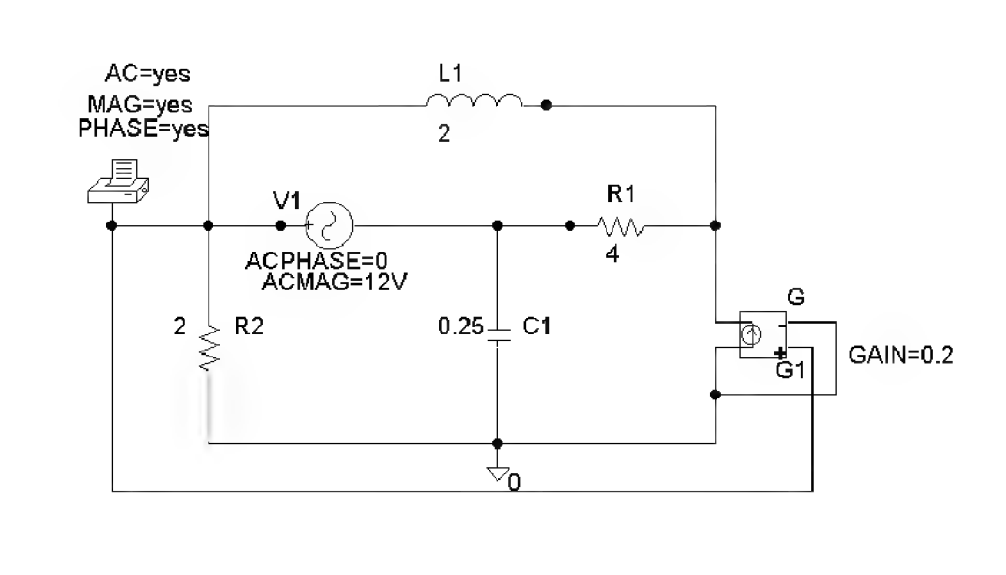 AC=yes
MAG=yes
PHASE=yes
L1
2
V1
ACPHASE=0
ACMAG=12V
R1
4
2 R2
0.25 C1
G
GAIN=0.2
G1
0